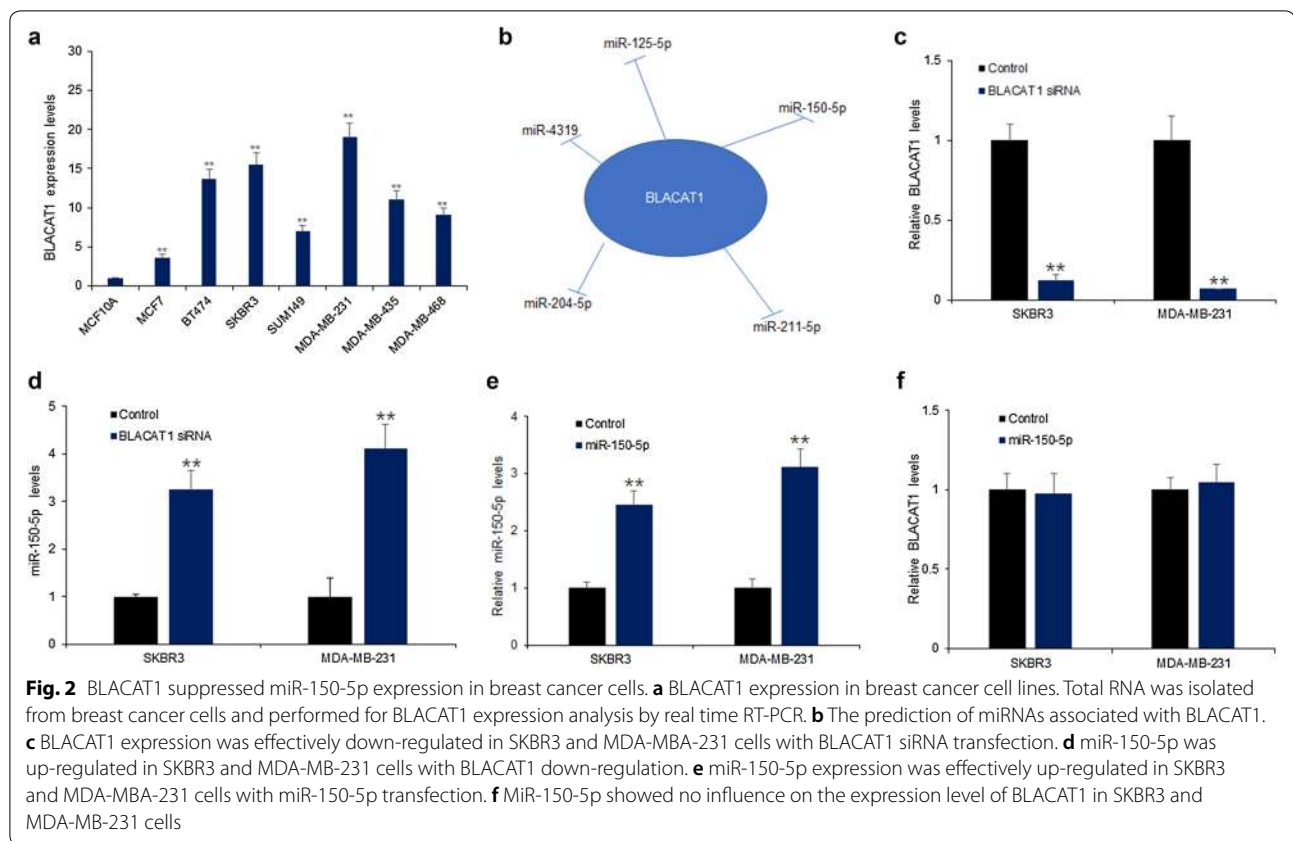 a
30
25
20
15
10
5
0
BLACAT1 expression levels
**
**
**
**
**
**
**
MCF10A
MCF7
BT474
SKBR3
SUM149
MDA-MB-231
MDA-MB-435
MDA-MB-468
b
miR-125-5p
miR-150-5p
miR-4319
BLACAT1
miR-204-5p
miR-211-5p
c
1.5
1
0.5
0
Relative BLACAT1 levels
Control
BLACAT1 siRNA
**
**
SKBR3
MDA-MB-231
d
5
4
3
2
1
0
miR-150-5p levels
Control
BLACAT1 siRNA
**
**
SKBR3
MDA-MB-231
e
4
3
2
1
0
Relative miR-150-5p levels
Control
miR-150-5p
**
**
SKBR3
MDA-MB-231
f
1.5
1
0.5
0
Relative BLACAT1 levels
Control
miR-150-5p
SKBR3
MDA-MB-231
Fig. 2 BLACAT1 suppressed miR-150-5p expression in breast cancer cells. a BLACAT1 expression in breast cancer cell lines. Total RNA was isolated
from breast cancer cells and performed for BLACAT1 expression analysis by real time RT-PCR. b The prediction of miRNAs associated with BLACAT1.
c BLACAT1 expression was effectively down-regulated in SKBR3 and MDA-MBA-231 cells with BLACAT1 siRNA transfection. d miR-150-5p was
up-regulated in SKBR3 and MDA-MB-231 cells with BLACAT1 down-regulation. e miR-150-5p expression was effectively up-regulated in SKBR3
and MDA-MBA-231 cells with miR-150-5p transfection. f MiR-150-5p showed no influence on the expression level of BLACAT1 in SKBR3 and
MDA-MB-231 cells